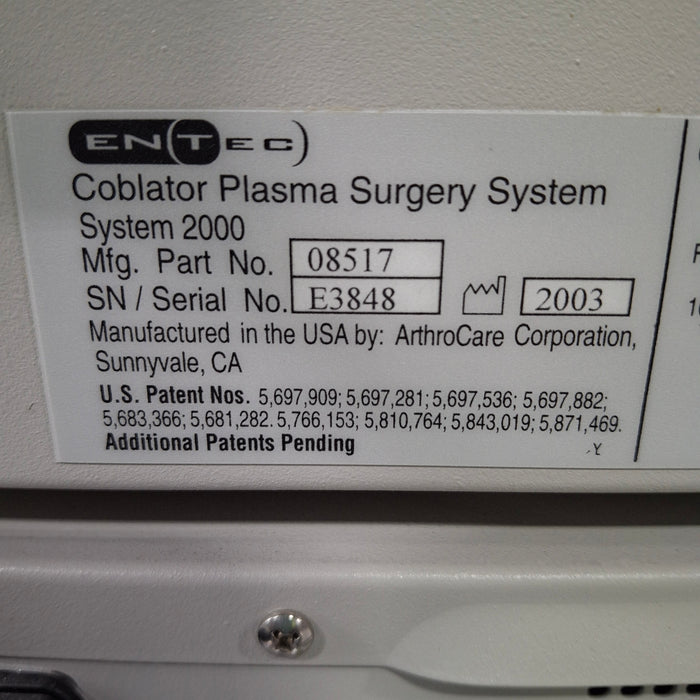 ENTEC
Coblator Plasma Surgery System
System 2000
Mfg. Part No. 08517
SN / Serial No. E3848 2003
Manufactured in the USA by: ArthroCare Corporation,
Sunnyvale, CA
U.S. Patent Nos. 5,697,909; 5,697,281; 5,697,536; 5,697,882;
5,683,366; 5,681,282. 5,766,153; 5,810,764; 5,843,019; 5,871,469.
Additional Patents Pending